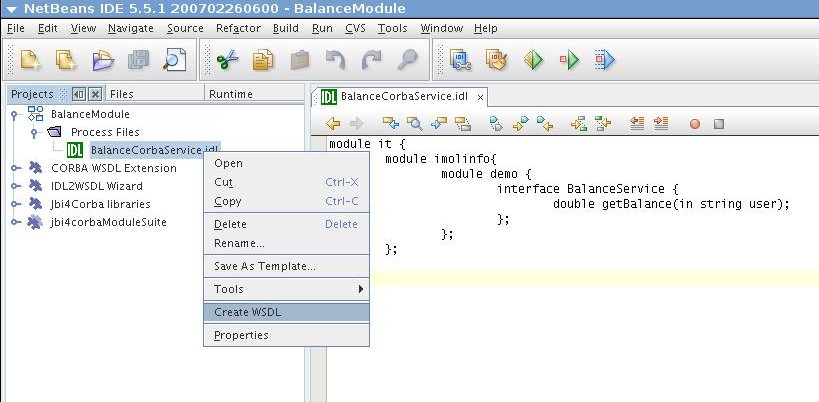 NetBeans IDE 5.5.1 200702260600 - BalanceModule
File Edit View Navigate Source Refactor Build Run CVS Tools Window Help
Projects Files Runtime
IDL BalanceCorbaService.idl x
BalanceModule
Process Files
IDL BalanceCorbaService.idl
CORBA WSDL Extension
IDL2WSDL Wizard
Jbi4Corba libraries
jbi4corbaModuleSuite
Open
Cut Ctrl-X
Copy Ctrl-C
Delete Delete
Rename...
Save As Template...
Tools
Create WSDL
Properties
module it {
module imolinfo{
module demo {
interface BalanceService {
double getBalance(in string user);
};
};
};